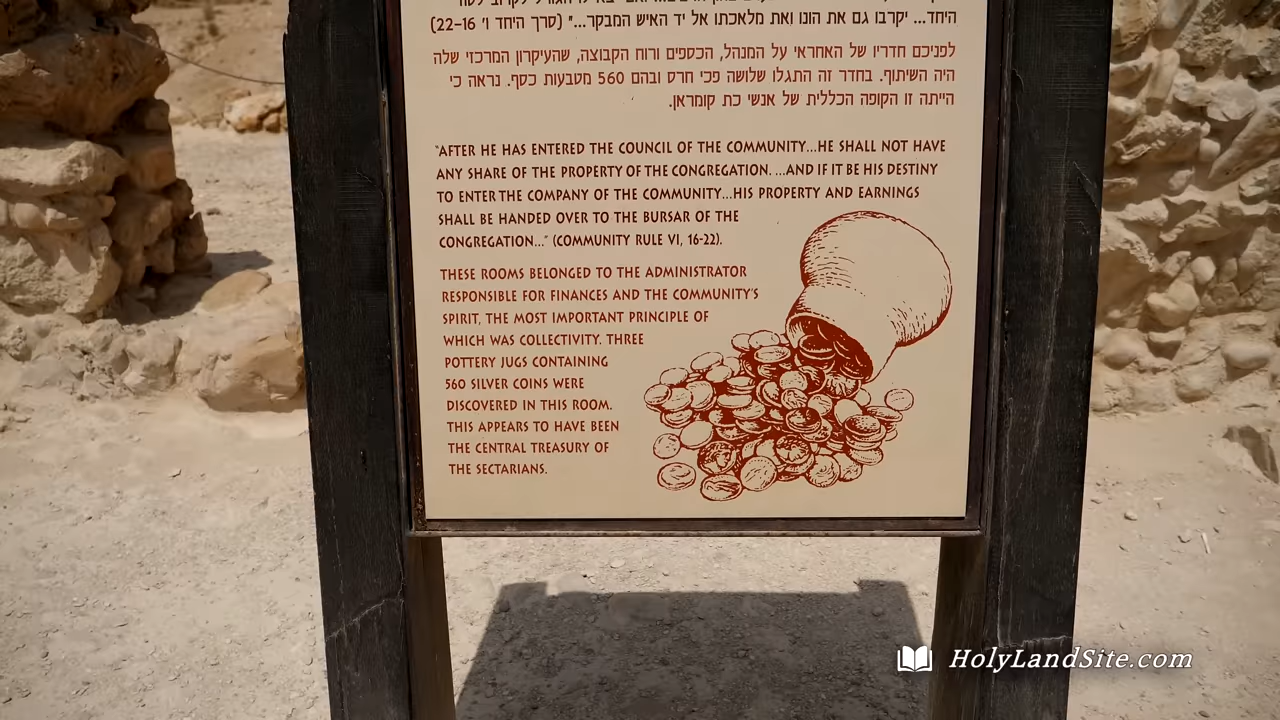 היחד... יקרבו גם את הונו ואת מלאכתו אל יד האיש המבקר..." (סרך היחד ו' 16-22)
לפניכם חדריו של האחראי על המנהל, הכספים ורוח הקבוצה, שהעיקרון המרכזי שלה
היה השיתוף. בחדר זה התגלו שלושה פכי חרס ובהם 560 מטבעות כסף. נראה כי
הייתה זו הקופה הכללית של אנשי כת קומראן.
"AFTER HE HAS ENTERED THE COUNCIL OF THE COMMUNITY...HE SHALL NOT HAVE
ANY SHARE OF THE PROPERTY OF THE CONGREGATION. ...AND IF IT BE HIS DESTINY
TO ENTER THE COMPANY OF THE COMMUNITY...HIS PROPERTY AND EARNINGS
SHALL BE HANDED OVER TO THE BURSAR OF THE
CONGREGATION..." (COMMUNITY RULE VI, 16-22).
THESE ROOMS BELONGED TO THE ADMINISTRATOR
RESPONSIBLE FOR FINANCES AND THE COMMUNITY'S
SPIRIT, THE MOST IMPORTANT PRINCIPLE OF
WHICH WAS COLLECTIVITY. THREE
POTTERY JUGS CONTAINING
560 SILVER COINS WERE
DISCOVERED IN THIS ROOM.
THIS APPEARS TO HAVE BEEN
THE CENTRAL TREASURY OF
THE SECTARIANS.
HolyLandSite.com